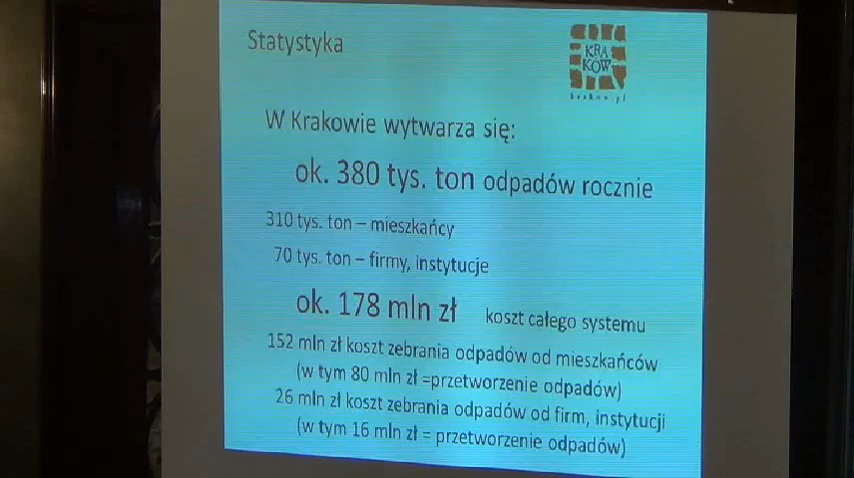 Statystyka
KRA
KOW
krakow.pl
W Krakowie wytwarza się:
ok. 380 tys. ton odpadów rocznie
310 tys. ton – mieszkańcy
70 tys. ton – firmy, instytucje
ok. 178 mln zł koszt całego systemu
152 mln zł koszt zebrania odpadów od mieszkańców
(w tym 80 mln zł =przetworzenie odpadów)
26 mln zł koszt zebrania odpadów od firm, instytucji
(w tym 16 mln zł = przetworzenie odpadów)